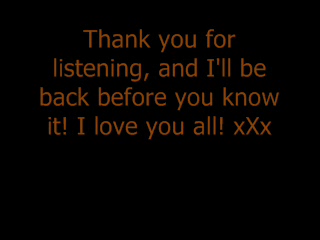 Thank you for
listening, and I'll be
back before you know
it! I love you all! xXx